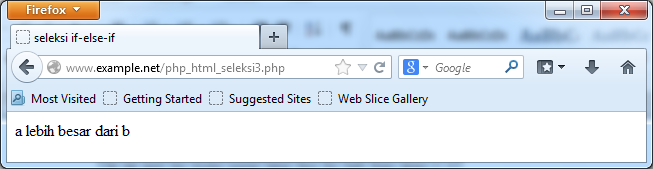 Firefox
seleksi if-else-if
www.example.net/php_html_seleksi3.php
Google
Most Visited
Getting Started
Suggested Sites
Web Slice Gallery
a lebih besar dari b